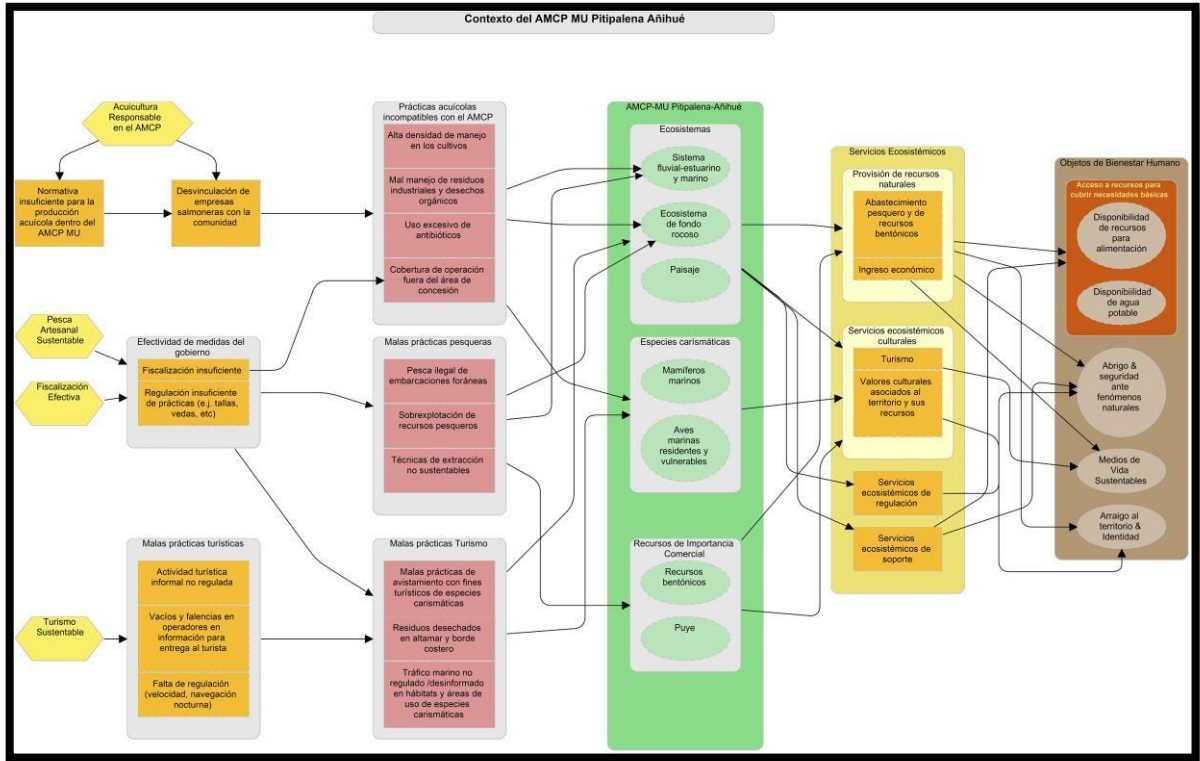 Contexto del AMCP MU Pitipalena Añihué
Acuicultura
Responsable
en el AMCP
Normativa
insuficiente para la
producción
acuícola dentro del
AMCP MU
Desvinculación de
empresas
salmoneras con la
comunidad
Pesca
Artesanal
Sustentable
Fiscalización
Efectiva
Efectividad de medidas del
gobierno
Fiscalización insuficiente
Regulación insuficiente
de prácticas (e.j. tallas,
vedas, etc)
Turismo
Sustentable
Malas prácticas turísticas
Actividad turística
informal no regulada
Vacíos y falencias en
operadores en
información para
entrega al turista
Falta de regulación
(velocidad, navegación
nocturna)
Prácticas acuícolas
incompatibles con el AMCP
Alta densidad de manejo
en los cultivos
Mal manejo de residuos
industriales y desechos
orgánicos
Uso excesivo de
antibióticos
Cobertura de operación
fuera del área de
concesión
Malas prácticas pesqueras
Pesca ilegal de
embarcaciones foráneas
Sobrexplotación de
recursos pesqueros
Técnicas de extracción
no sustentables
Malas prácticas Turismo
Malas prácticas de
avistamiento con fines
turísticos de especies
carismáticas
Residuos desechados
en altamar y borde
costero
Tráfico marino no
regulado /desinformado
en hábitats y áreas de
uso de especies
carismáticas
AMCP-MU Pitipalena-Añihué
Ecosistemas
Sistema
fluvial-estuarino
y marino
Ecosistema
de fondo
rocoso
Paisaje
Especies carísmáticas
Mamíferos
marinos
Aves
marinas
residentes y
vulnerables
Recursos de Importancia
Comercial
Recursos
bentónicos
Puye
Servicios Ecosistémicos
Provisión de recursos
naturales
Abastecimiento
pesquero y de
recursos
bentónicos
Ingreso económico
Servicios ecosistémicos
culturales
Turismo
Valores culturales
asociados al
territorio y sus
recursos
Servicios
ecosistémicos de
regulación
Servicios
ecosistémicos de
soporte
Objetos de Bienestar Humano
Acceso a recursos para
cubrir necesidades básicas
Disponibilidad
de recursos
para
alimentación
Disponibiilidad
de agua
potable
Abrigo &
seguridad
ante
fenómenos
naturales
Medios de
Vida
Sustentables
Arraigo al
territorio &
Identidad